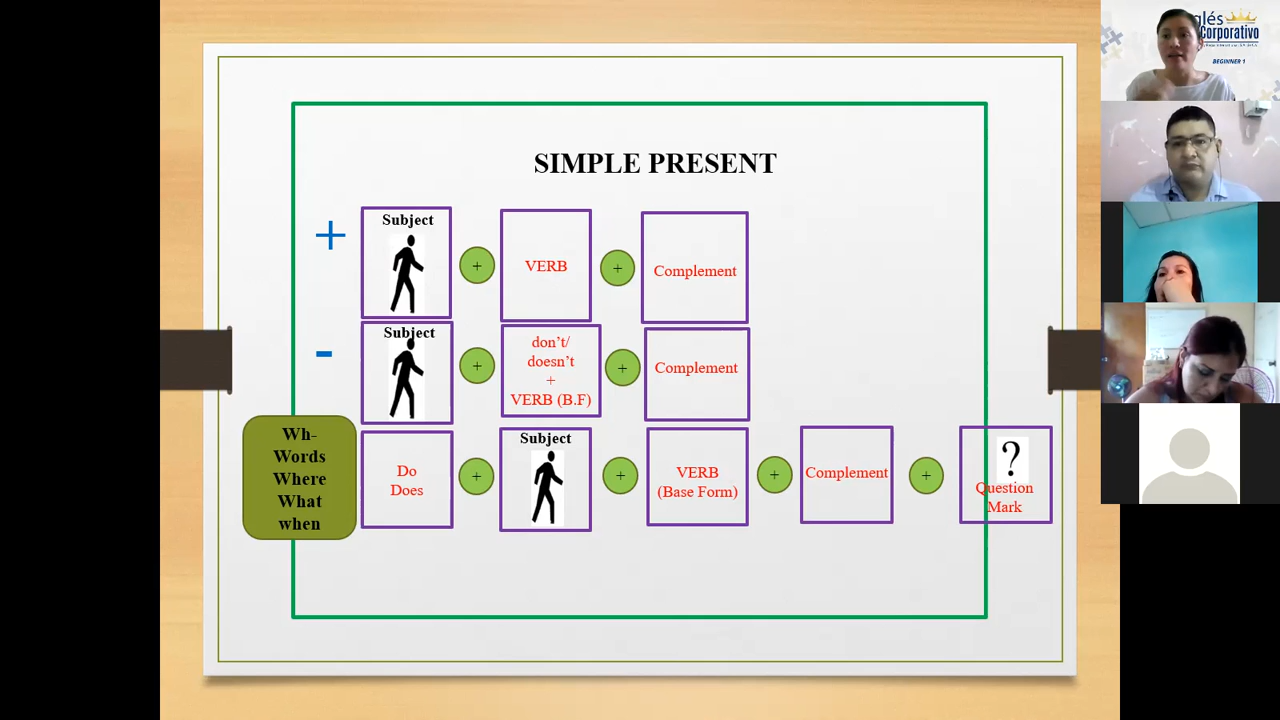 SIMPLE PRESENT
+
Subject
+
VERB
+
Complement
-
Subject
+
don't/
doesn't
+
VERB (B.F)
+
Complement
Wh-
Words
Where
What
when
Do
Does
+
Subject
+
VERB
(Base Form)
+
Complement
+
?
Question
Mark
glés
Corporativo
BEGINNER 1